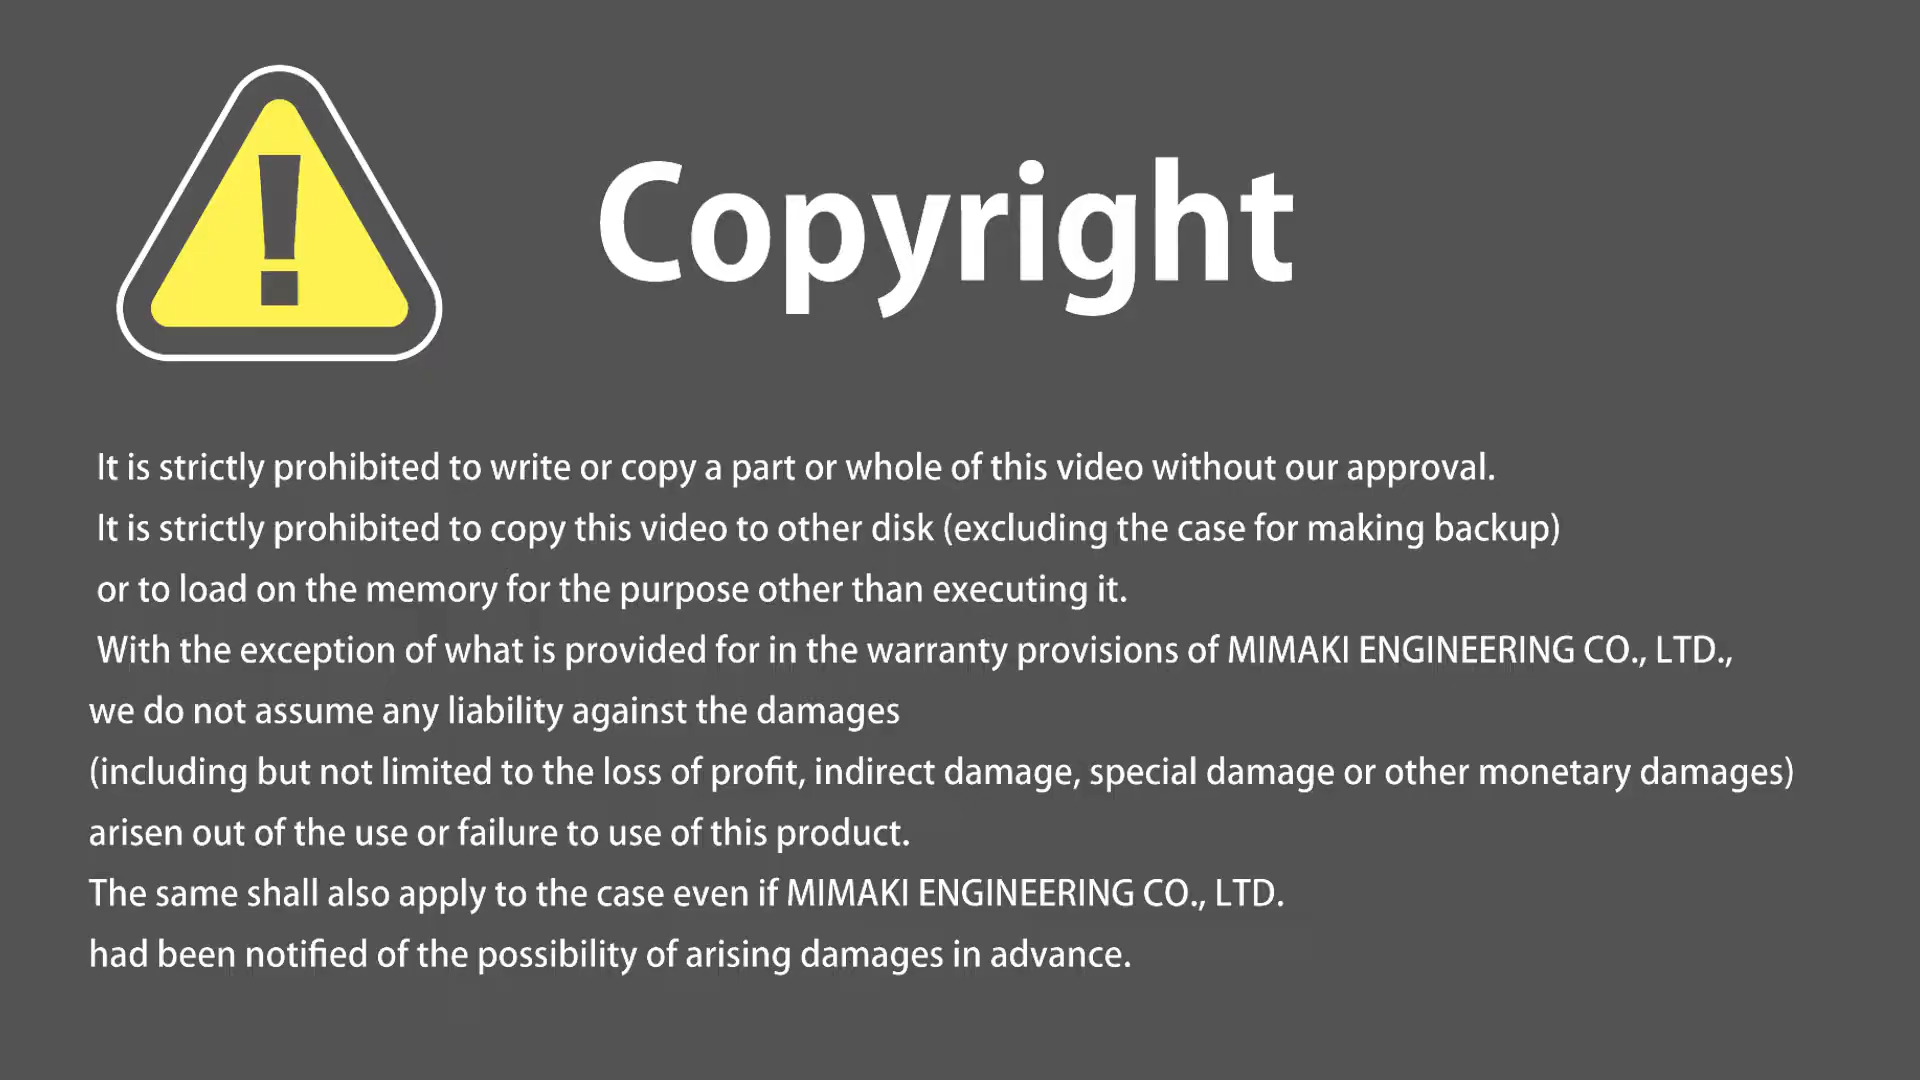 Copyright
It is strictly prohibited to write or copy a part or whole of this video without our approval.
It is strictly prohibited to copy this video to other disk (excluding the case for making backup)
or to load on the memory for the purpose other than executing it.
With the exception of what is provided for in the warranty provisions of MIMAKI ENGINEERING CO., LTD.,
we do not assume any liability against the damages
(including but not limited to the loss of profit, indirect damage, special damage or other monetary damages)
arisen out of the use or failure to use of this product.
The same shall also apply to the case even if MIMAKI ENGINEERING CO., LTD.
had been notified of the possibility of arising damages in advance.